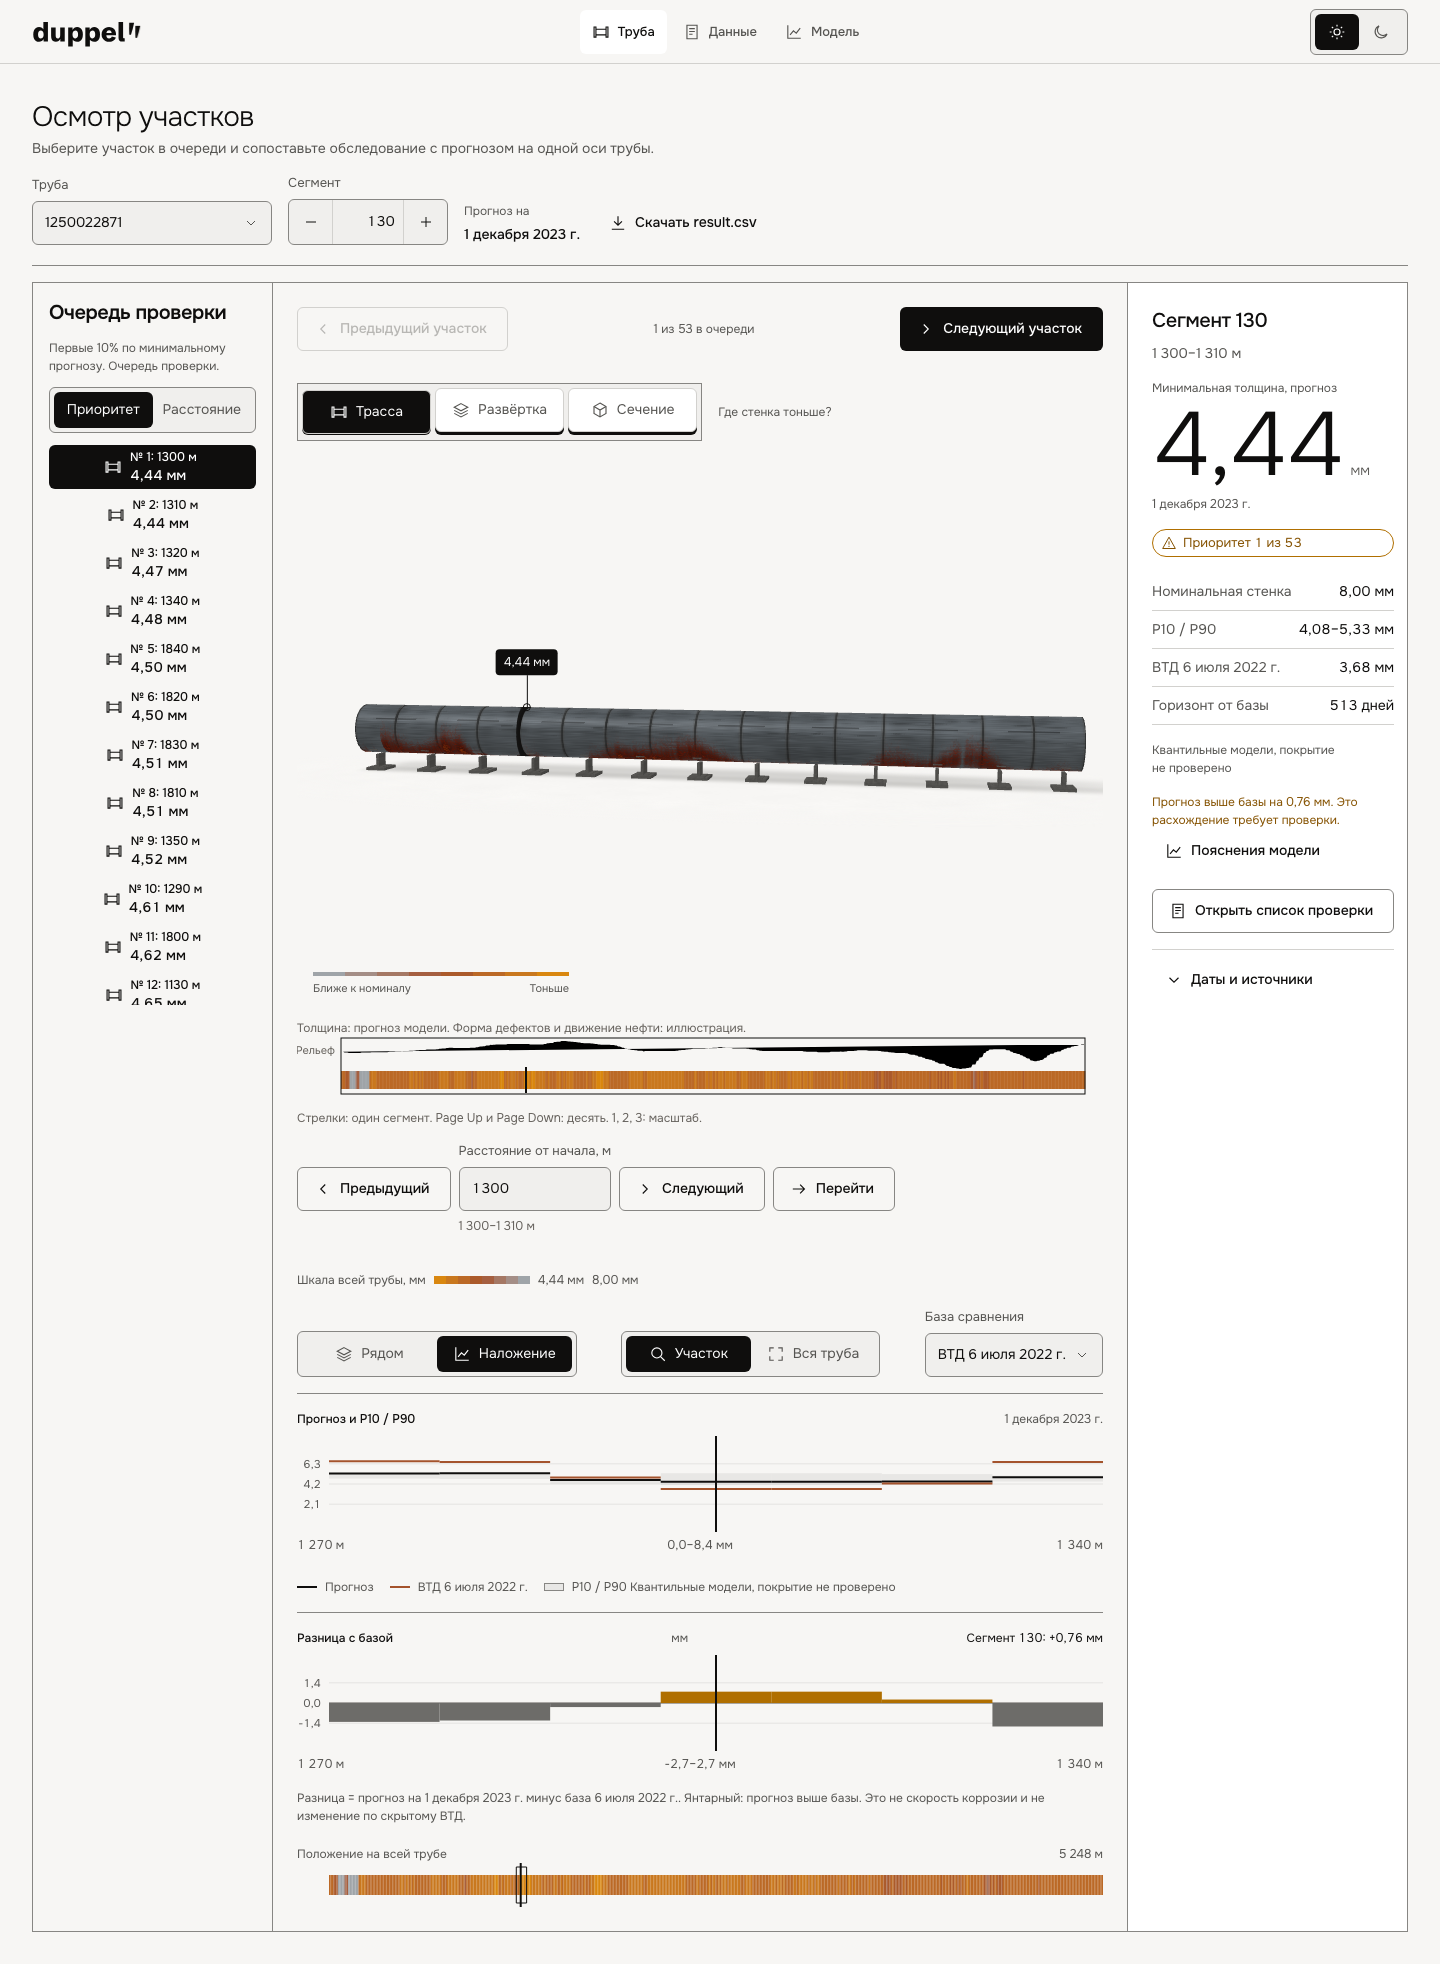 duppel
Труба
Данные
Модель
Осмотр участков
Выберите участок в очереди и сопоставьте обследование с прогнозом на одной оси трубы.
Труба
1250022871
Сегмент
130
Прогноз на
1 декабря 2023 г.
Скачать result.csv
Очередь проверки
Первые 10% по минимальному
прогнозу. Очередь проверки.
Приоритет
Расстояние
№ 1: 1300 м
4,44 мм
№ 2: 1310 м
4,44 мм
№ 3: 1320 м
4,47 мм
№ 4: 1340 м
4,48 мм
№ 5: 1840 м
4,50 мм
№ 6: 1820 м
4,50 мм
№ 7: 1830 м
4,51 мм
№ 8: 1810 м
4,51 мм
№ 9: 1350 м
4,52 мм
№ 10: 1290 м
4,61 мм
№ 11: 1800 м
4,62 мм
№ 12: 1130 м
4,65 мм
Предыдущий участок
1 из 53 в очереди
Следующий участок
Трасса
Развёртка
Сечение
Где стенка тоньше?
4,44 мм
Ближе к номиналу
Тоньше
Толщина: прогноз модели. Форма дефектов и движение нефти: иллюстрация.
Рельеф
Стрелки: один сегмент. Page Up и Page Down: десять. 1, 2, 3: масштаб.
Расстояние от начала, м
Предыдущий
1 300
Следующий
Перейти
1 300–1 310 м
Шкала всей трубы, мм
4,44 мм
8,00 мм
Рядом
Наложение
Участок
Вся труба
База сравнения
ВТД 6 июля 2022 г.
Прогноз и P10 / P90
1 декабря 2023 г.
6,3
4,2
2,1
1 270 м
0,0–8,4 мм
1 340 м
Прогноз
ВТД 6 июля 2022 г.
P10 / P90 Квантильные модели, покрытие не проверено
Разница с базой
мм
Сегмент 130: +0,76 мм
1,4
0,0
-1,4
1 270 м
-2,7–2,7 мм
1 340 м
Разница = прогноз на 1 декабря 2023 г. минус база 6 июля 2022 г.. Янтарный: прогноз выше базы. Это не скорость коррозии и не
изменение по скрытому ВТД.
Положение на всей трубе
5 248 м
Сегмент 130
1 300–1 310 м
Минимальная толщина, прогноз
4,44 мм
1 декабря 2023 г.
Приоритет 1 из 53
Номинальная стенка
8,00 мм
P10 / P90
4,08–5,33 мм
ВТД 6 июля 2022 г.
3,68 мм
Горизонт от базы
513 дней
Квантильные модели, покрытие
не проверено
Прогноз выше базы на 0,76 мм. Это
расхождение требует проверки.
Пояснения модели
Открыть список проверки
Даты и источники